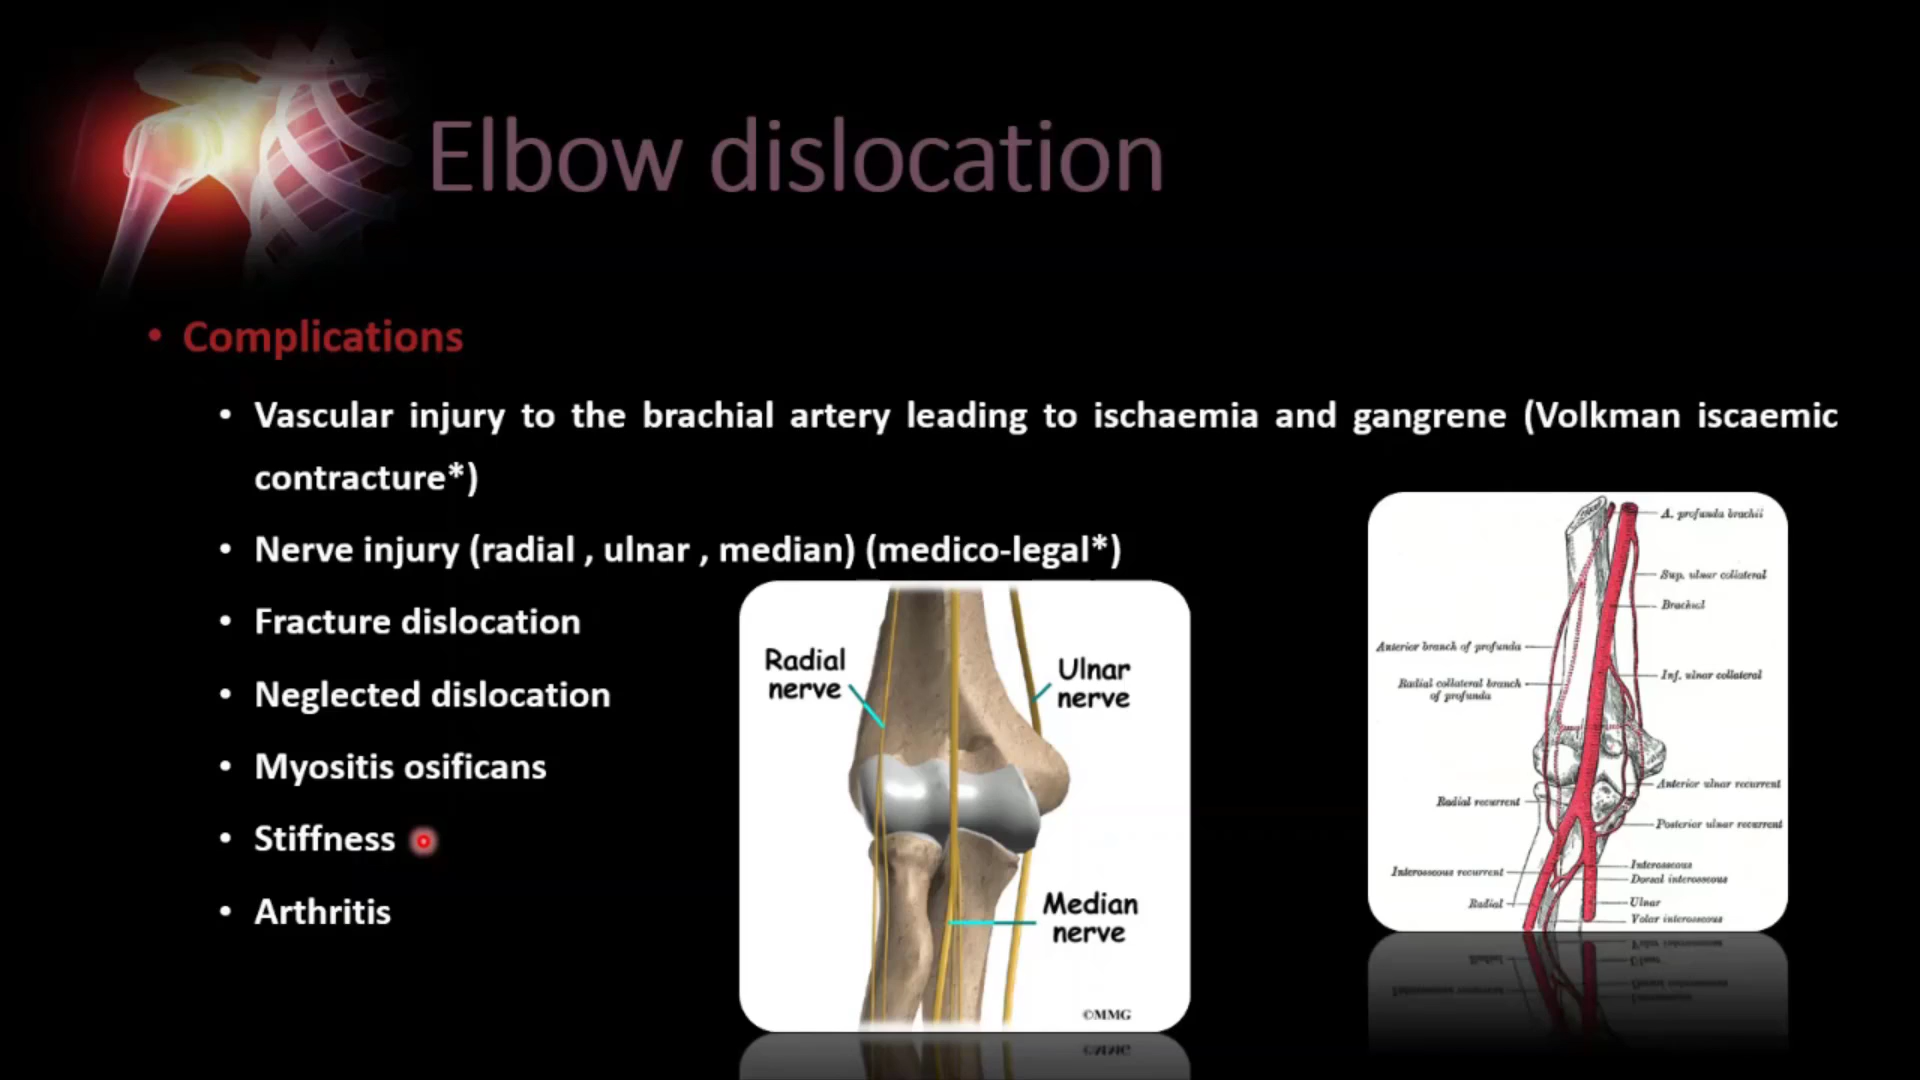 Elbow dislocation
• Complications
• Vascular injury to the brachial artery leading to ischaemia and gangrene (Volkman iscaemic
contracture*)
• Nerve injury (radial , ulnar , median) (medico-legal*)
• Fracture dislocation
• Neglected dislocation
• Myositis osificans
• Stiffness
• Arthritis
Radial
nerve
Ulnar
nerve
Median
nerve
©MMG
A. profunda brachii
Sup. ulnar collateral
Brachial
Anterior branch of profunda
Inf. ulnar collateral
Radial collateral branch
of profunda
Anterior ulnar recurrent
Radial recurrent
Posterior ulnar recurrent
Interosseous
Interosseous recurrent
Dorsal interosseous
Radial
Ulnar
Volar interosseous